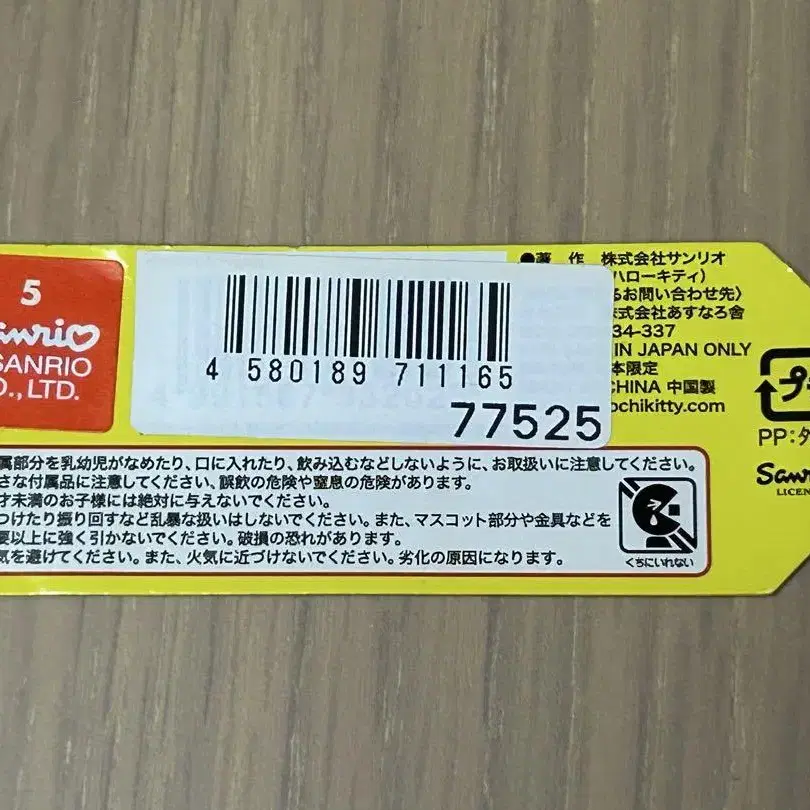 5
SANRIO
., LTD.
4 580189 711165
77525
●著 作 株式会社サンリオ
ハローキティ)
るお問い合わせ先〉
株式会社あすなろ舎
34-337
IN JAPAN ONLY
本限定
CHINA 中国製
ochikitty.com
プ
PP:タ
LICEN
属部分を乳幼児がなめたり、口に入れたり、飲み込むなどしないように、お取扱いに注意してください。
さな付属品に注意してください、誤飲の危険や窒息の危険があります。
才未満のお子様には絶対に与えないでください。
つけたり振り回すなど乱暴な扱いはしないでください。また、マスコット部分や金具などを
要以上に強く引かないでください。破損の恐れがあります。
気を避けてください。また、火気に近づけないでください。劣化の原因になります。
くちにいれない